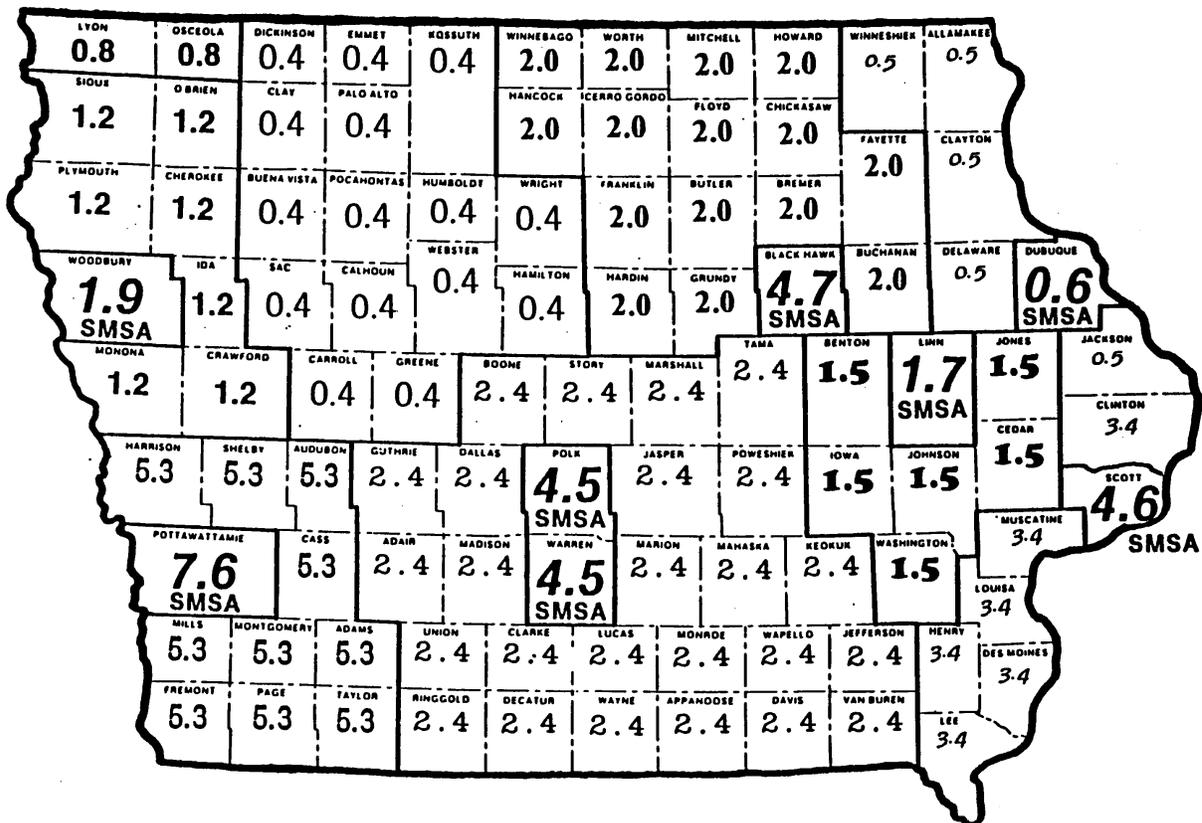 LYON OSCEOLA DICKINSON EMMET KOSSUTH WINNEBAGO WORTH MITCHELL HOWARD WINNESHIEK ALLAMAKEE
0.8 0.8 0.4 0.4 0.4 2.0 2.0 2.0 2.0 0.5 0.5
SIOUX O BRIEN CLAY PALO ALTO HANCOCK CERRO GORDO FLOYD CHICKASAW
1.2 1.2 0.4 0.4 2.0 2.0 2.0 2.0
FAYETTE CLAYTON
2.0 0.5
PLYMOUTH CHEROKEE BUENA VISTA POCAHONTAS HUMBOLDT WRIGHT FRANKLIN BUTLER BREMER
1.2 1.2 0.4 0.4 0.4 0.4 2.0 2.0 2.0
WOODBURY IDA SAC CALHOUN WEBSTER HAMILTON HARDIN GRUNDY BLACK HAWK BUCHANAN DELAWARE DUBUQUE
1.9 1.2 0.4 0.4 0.4 0.4 2.0 2.0 4.7 2.0 0.5 0.6
SMSA SMSA SMSA
MONONA CRAWFORD CARROLL GREENE BOONE STORY MARSHALL TAMA BENTON LINN JONES JACKSON
1.2 1.2 0.4 0.4 2.4 2.4 2.4 2.4 1.5 1.7 1.5 0.5
SMSA
CLINTON
3.4
CEDAR
1.5
HARRISON SHELBY AUDUBON GUTHRIE DALLAS POLK JASPER POWESHIEK IOWA JOHNSON SCOTT
5.3 5.3 5.3 2.4 2.4 4.5 2.4 2.4 1.5 1.5 4.6
SMSA SMSA
MUSCATINE
3.4
POTTAWATTAMIE CASS ADAIR MADISON WARREN MARION MAHASKA KEOKUK WASHINGTON
7.6 5.3 2.4 2.4 4.5 2.4 2.4 2.4 1.5
SMSA SMSA
LOUISA
3.4
MILLS MONTGOMERY ADAMS UNION CLARKE LUCAS MONROE WAPELLO JEFFERSON HENRY DES MOINES
5.3 5.3 5.3 2.4 2.4 2.4 2.4 2.4 2.4 3.4 3.4
FREMONT PAGE TAYLOR RINGGOLD DECATUR WAYNE APPANOOSE DAVIS VAN BUREN LEE
5.3 5.3 5.3 2.4 2.4 2.4 2.4 2.4 2.4 3.4